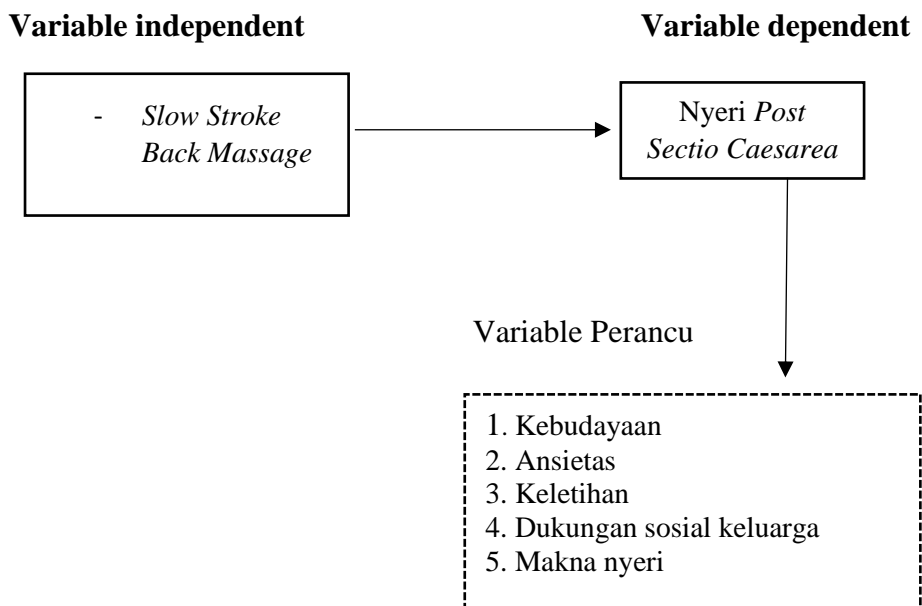 Variable independent
Variable dependent
- Slow Stroke
Back Massage
Nyeri Post
Sectio Caesarea
Variable Perancu
1. Kebudayaan
2. Ansietas
3. Keletihan
4. Dukungan sosial keluarga
5. Makna nyeri